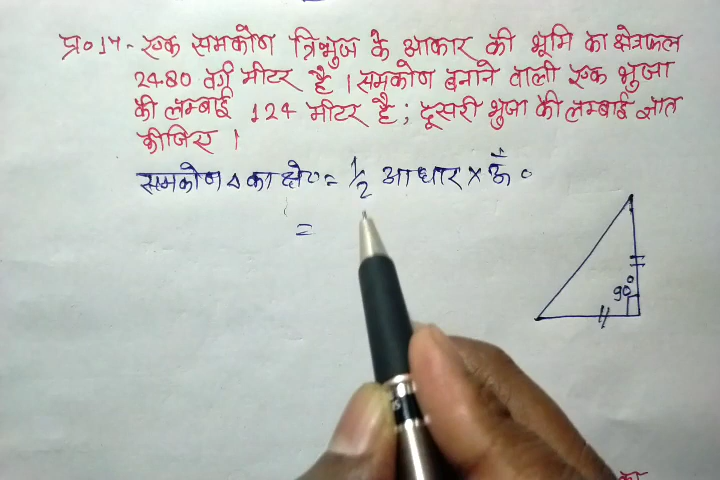 प्र०14- एक समकोण त्रिभुज के आकार की भूमि का क्षेत्रफल
2480 वर्ग मीटर है । समकोण बनाने वाली एक भुजा
की लम्बाई 124 मीटर है ; दूसरी भुजा की लम्बाई ज्ञात
कीजिए ।
समकोण Δ का क्षे० = 1/2 आधार × ऊँ०
=
90°